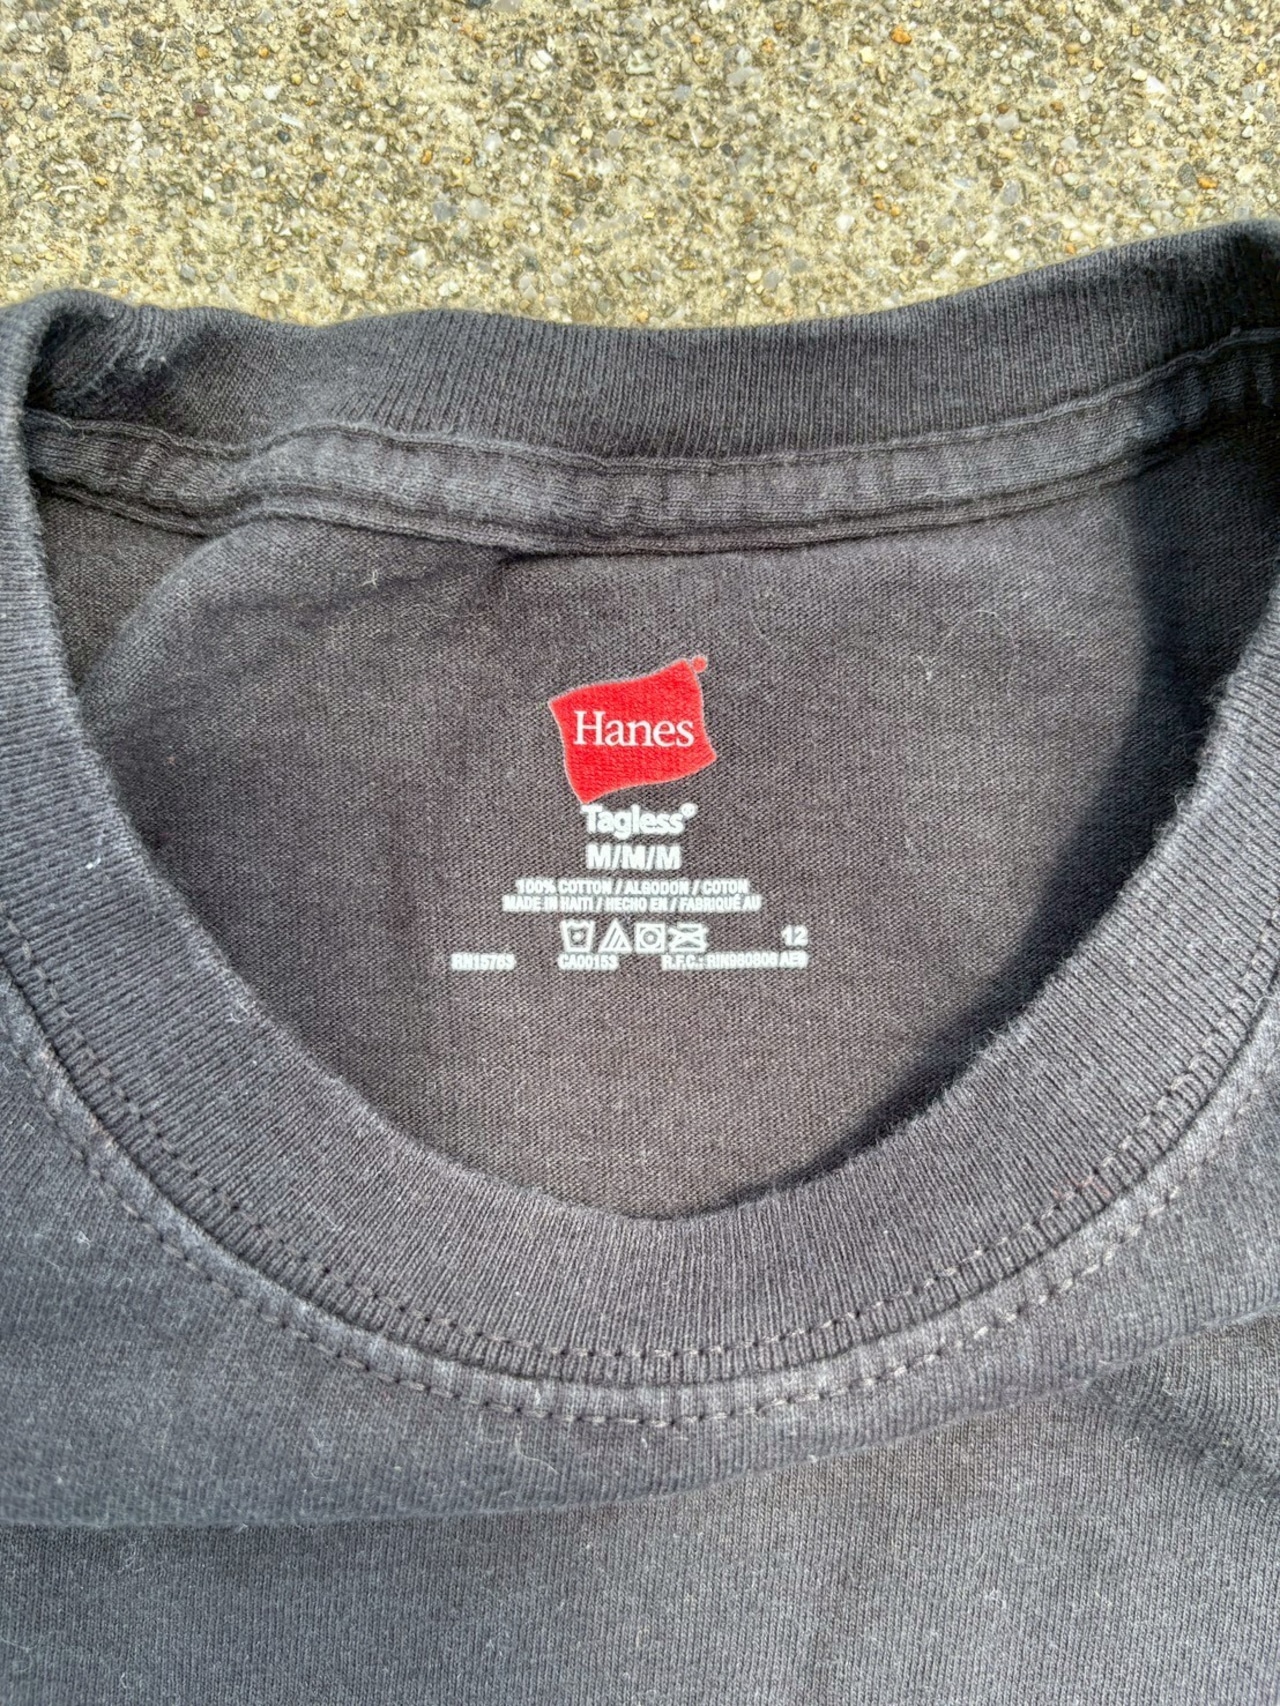 Hanes
Tagless®
M/M/M
100% COTTON / ALGODON / COTON
MADE IN HAITI / HECHO EN / FABRIQUÉ AU
12
RN15763 CA00153 R.F.C.: RIN980806 AE9